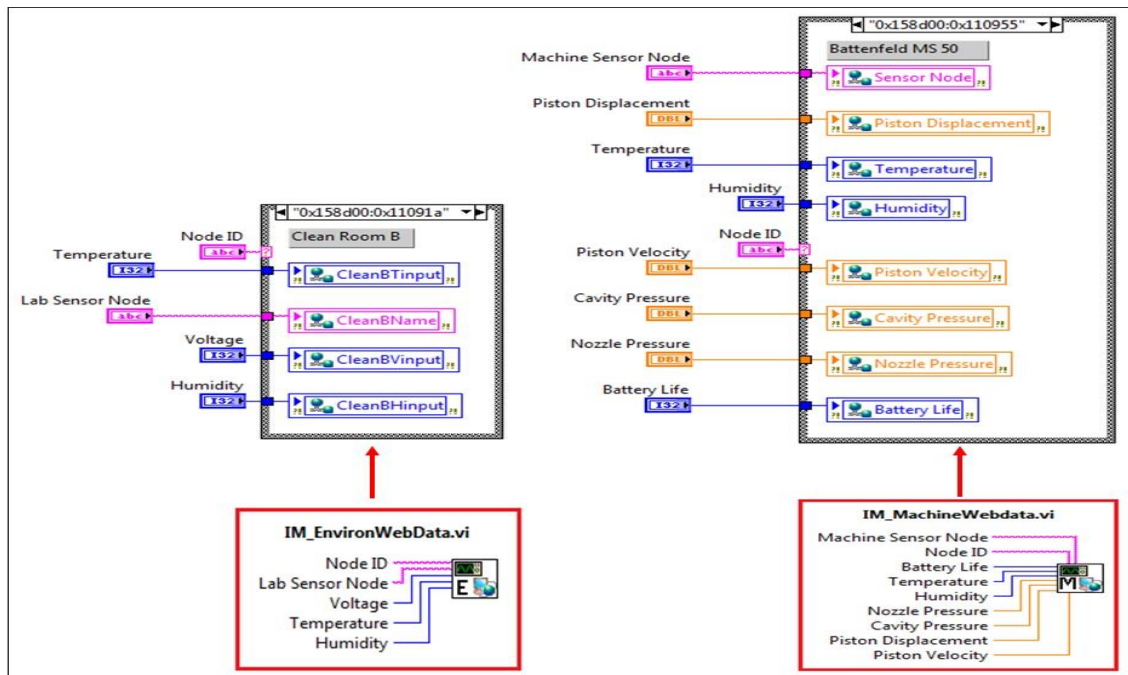 "0x158d00:0x11091a"
Clean Room B
Node ID
abc
Temperature
I32
CleanBTinput
Lab Sensor Node
abc
CleanBName
Voltage
I32
CleanBVinput
Humidity
I32
CleanBHinput
IM_EnvironWebData.vi
Node ID
Lab Sensor Node
Voltage
Temperature
Humidity
E
"0x158d00:0x110955"
Battenfeld MS 50
Machine Sensor Node
abc
Sensor Node
Piston Displacement
DBL
Piston Displacement
Temperature
I32
Temperature
Humidity
I32
Humidity
Node ID
abc
Piston Velocity
DBL
Piston Velocity
Cavity Pressure
DBL
Cavity Pressure
Nozzle Pressure
DBL
Nozzle Pressure
Battery Life
I32
Battery Life
IM_MachineWebdata.vi
Machine Sensor Node
Node ID
Battery Life
Temperature
Humidity
Nozzle Pressure
Cavity Pressure
Piston Displacement
Piston Velocity
M